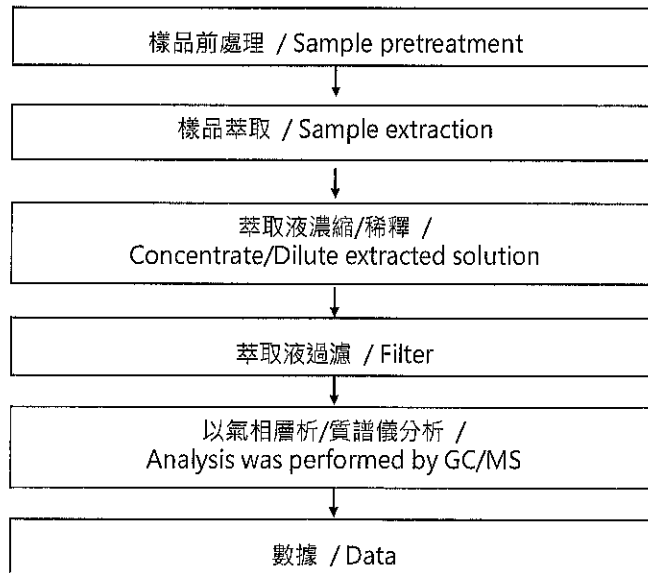 樣品前處理 / Sample pretreatment
樣品萃取 / Sample extraction
萃取液濃縮/稀釋 /
Concentrate/Dilute extracted solution
萃取液過濾 / Filter
以氣相層析/質譜儀分析 /
Analysis was performed by GC/MS
數據 / Data